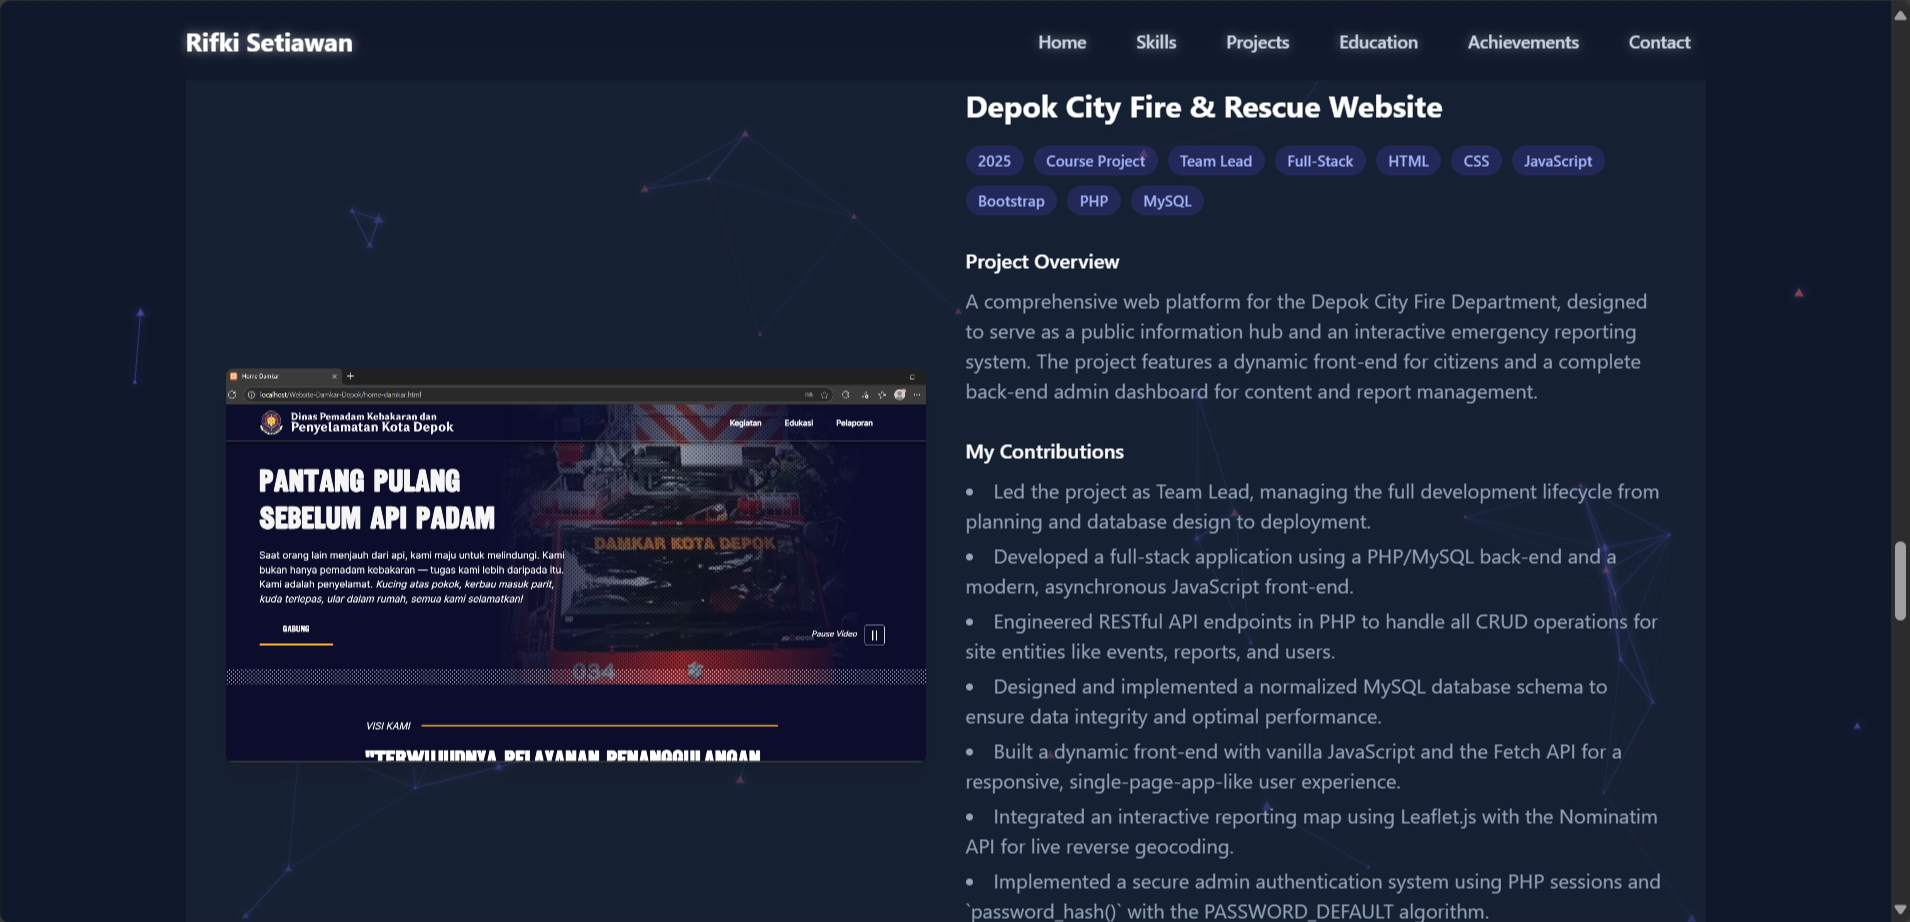 Rifki Setiawan
Home
Skills
Projects
Education
Achievements
Contact
Depok City Fire & Rescue Website
2025
Course Project
Team Lead
Full-Stack
HTML
CSS
JavaScript
Bootstrap
PHP
MySQL
Project Overview
A comprehensive web platform for the Depok City Fire Department, designed
to serve as a public information hub and an interactive emergency reporting
system. The project features a dynamic front-end for citizens and a complete
back-end admin dashboard for content and report management.
My Contributions
• Led the project as Team Lead, managing the full development lifecycle from
planning and database design to deployment.
• Developed a full-stack application using a PHP/MySQL back-end and a
modern, asynchronous JavaScript front-end.
• Engineered RESTful API endpoints in PHP to handle all CRUD operations for
site entities like events, reports, and users.
• Designed and implemented a normalized MySQL database schema to
ensure data integrity and optimal performance.
• Built a dynamic front-end with vanilla JavaScript and the Fetch API for a
responsive, single-page-app-like user experience.
• Integrated an interactive reporting map using Leaflet.js with the Nominatim
API for live reverse geocoding.
• Implemented a secure admin authentication system using PHP sessions and
`password_hash()` with the PASSWORD_DEFAULT algorithm.
Home Damkar
localhost/Website-Damkar-Depok/home-damkar.html
Dinas Pemadam Kebakaran dan
Penyelamatan Kota Depok
Kegiatan
Edukasi
Pelaporan
PANTANG PULANG
SEBELUM API PADAM
Saat orang lain menjauh dari api, kami maju untuk melindungi. Kami
bukan hanya pemadam kebakaran — tugas kami lebih daripada itu.
Kami adalah penyelamat. Kucing atas pokok, kerbau masuk parit,
kuda terlepas, ular dalam rumah, semua kami selamatkan!
GABUNG
DAMKAR KOTA DEPOK
Pause Video
034
VISI KAMI
"TERWUJUDNYA PELAYANAN PENANGGULANGAN